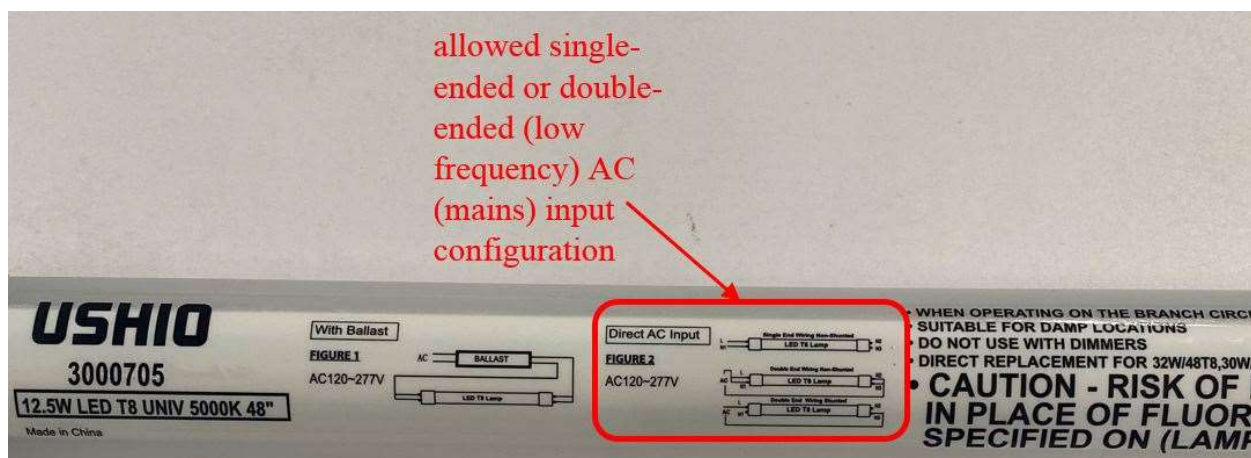 allowed single-
ended or double-
ended (low
frequency) AC
(mains) input
configuration
USHIO
3000705
12.5W LED T8 UNIV 5000K 48"
Made in China
With Ballast
FIGURE 1
AC120~277V
AC
BALLAST
LED T8 Lamp
Direct AC Input
FIGURE 2
AC120~277V
Single End Wiring Non-Shunted
L
LED T8 Lamp
Double End Wiring Non-Shunted
AC
L
LED T8 Lamp
Double End Wiring Shunted
AC
LED T8 Lamp
• WHEN OPERATING ON THE BRANCH CIRC
• SUITABLE FOR DAMP LOCATIONS
• DO NOT USE WITH DIMMERS
• DIRECT REPLACEMENT FOR 32W/48T8,30W/
• CAUTION - RISK OF
IN PLACE OF FLUOR
SPECIFIED ON (LAMP